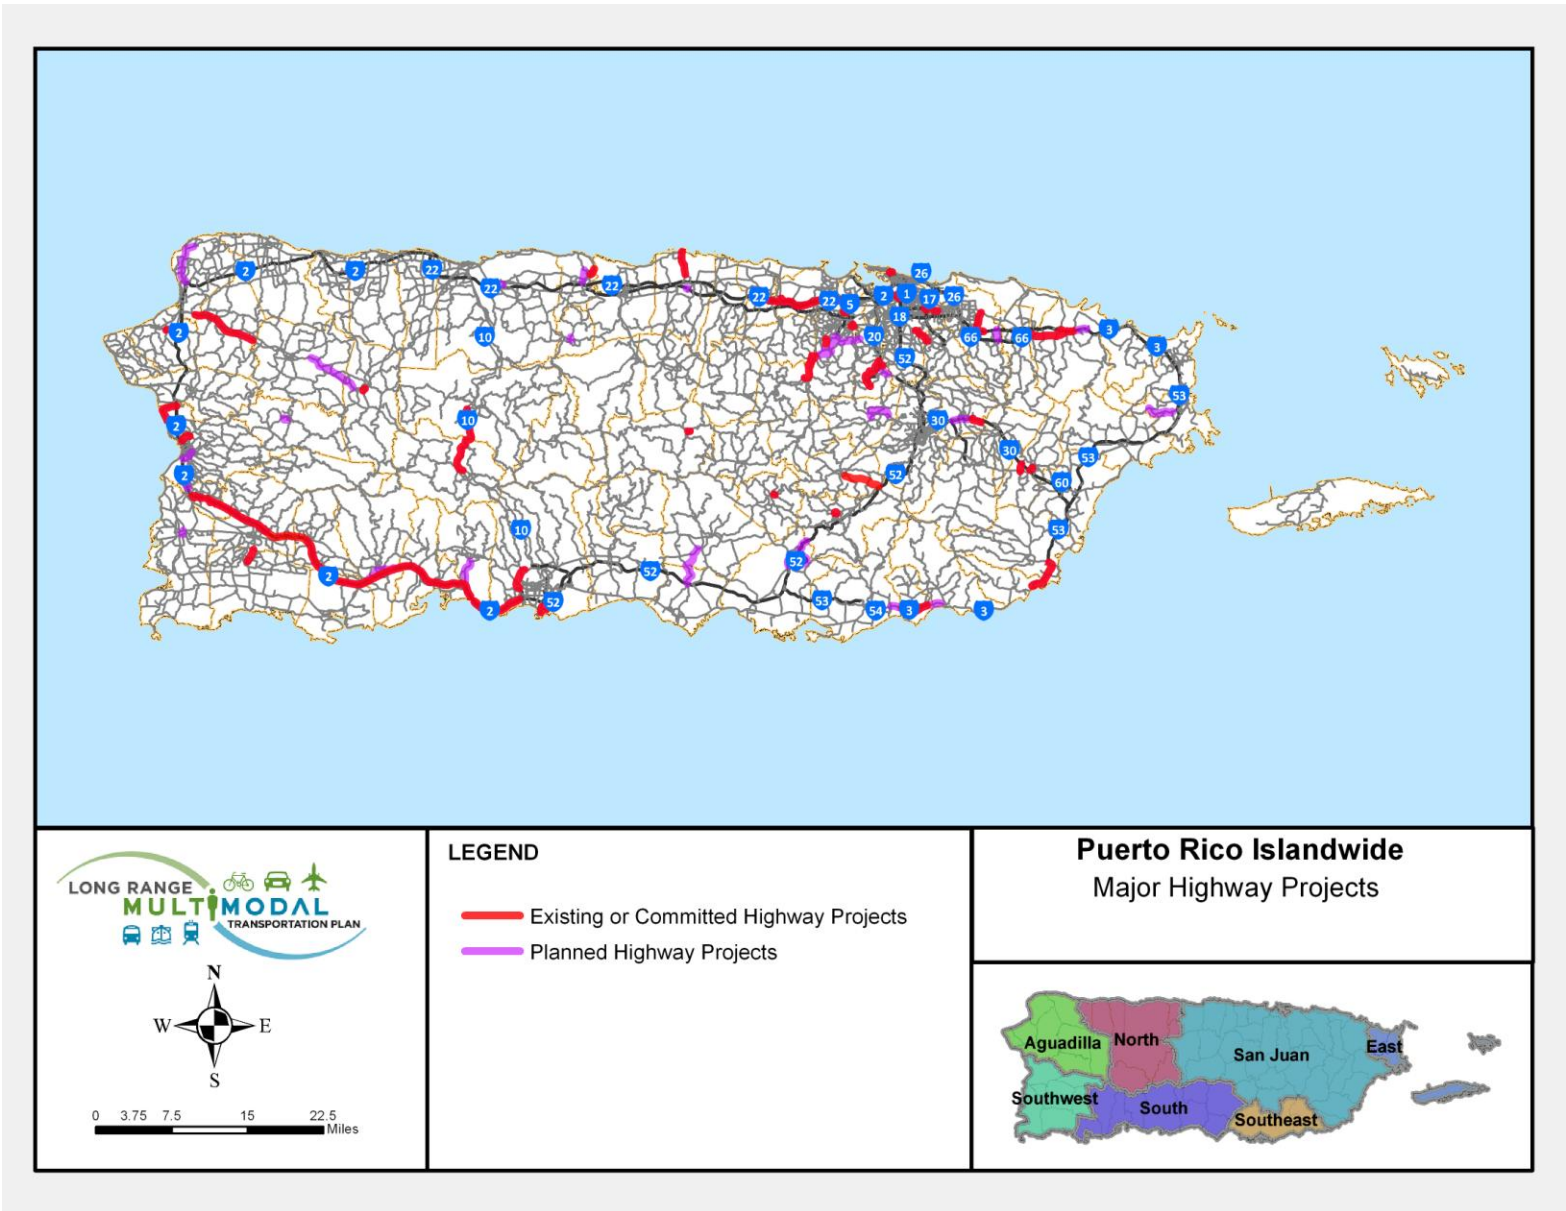 26
2
2
22
22
22
22
22
5
2
1
17
26
18
20
52
66
66
3
3
53
2
10
10
2
30
30
53
60
52
53
2
10
2
52
2
52
52
53
54
3
3
LONG RANGE
MULTIMODAL
TRANSPORTATION PLAN
N
W
E
S
0 3.75 7.5 15 22.5
Miles
LEGEND
Existing or Committed Highway Projects
Planned Highway Projects
Puerto Rico Islandwide
Major Highway Projects
Aguadilla
North
San Juan
East
Southwest
South
Southeast